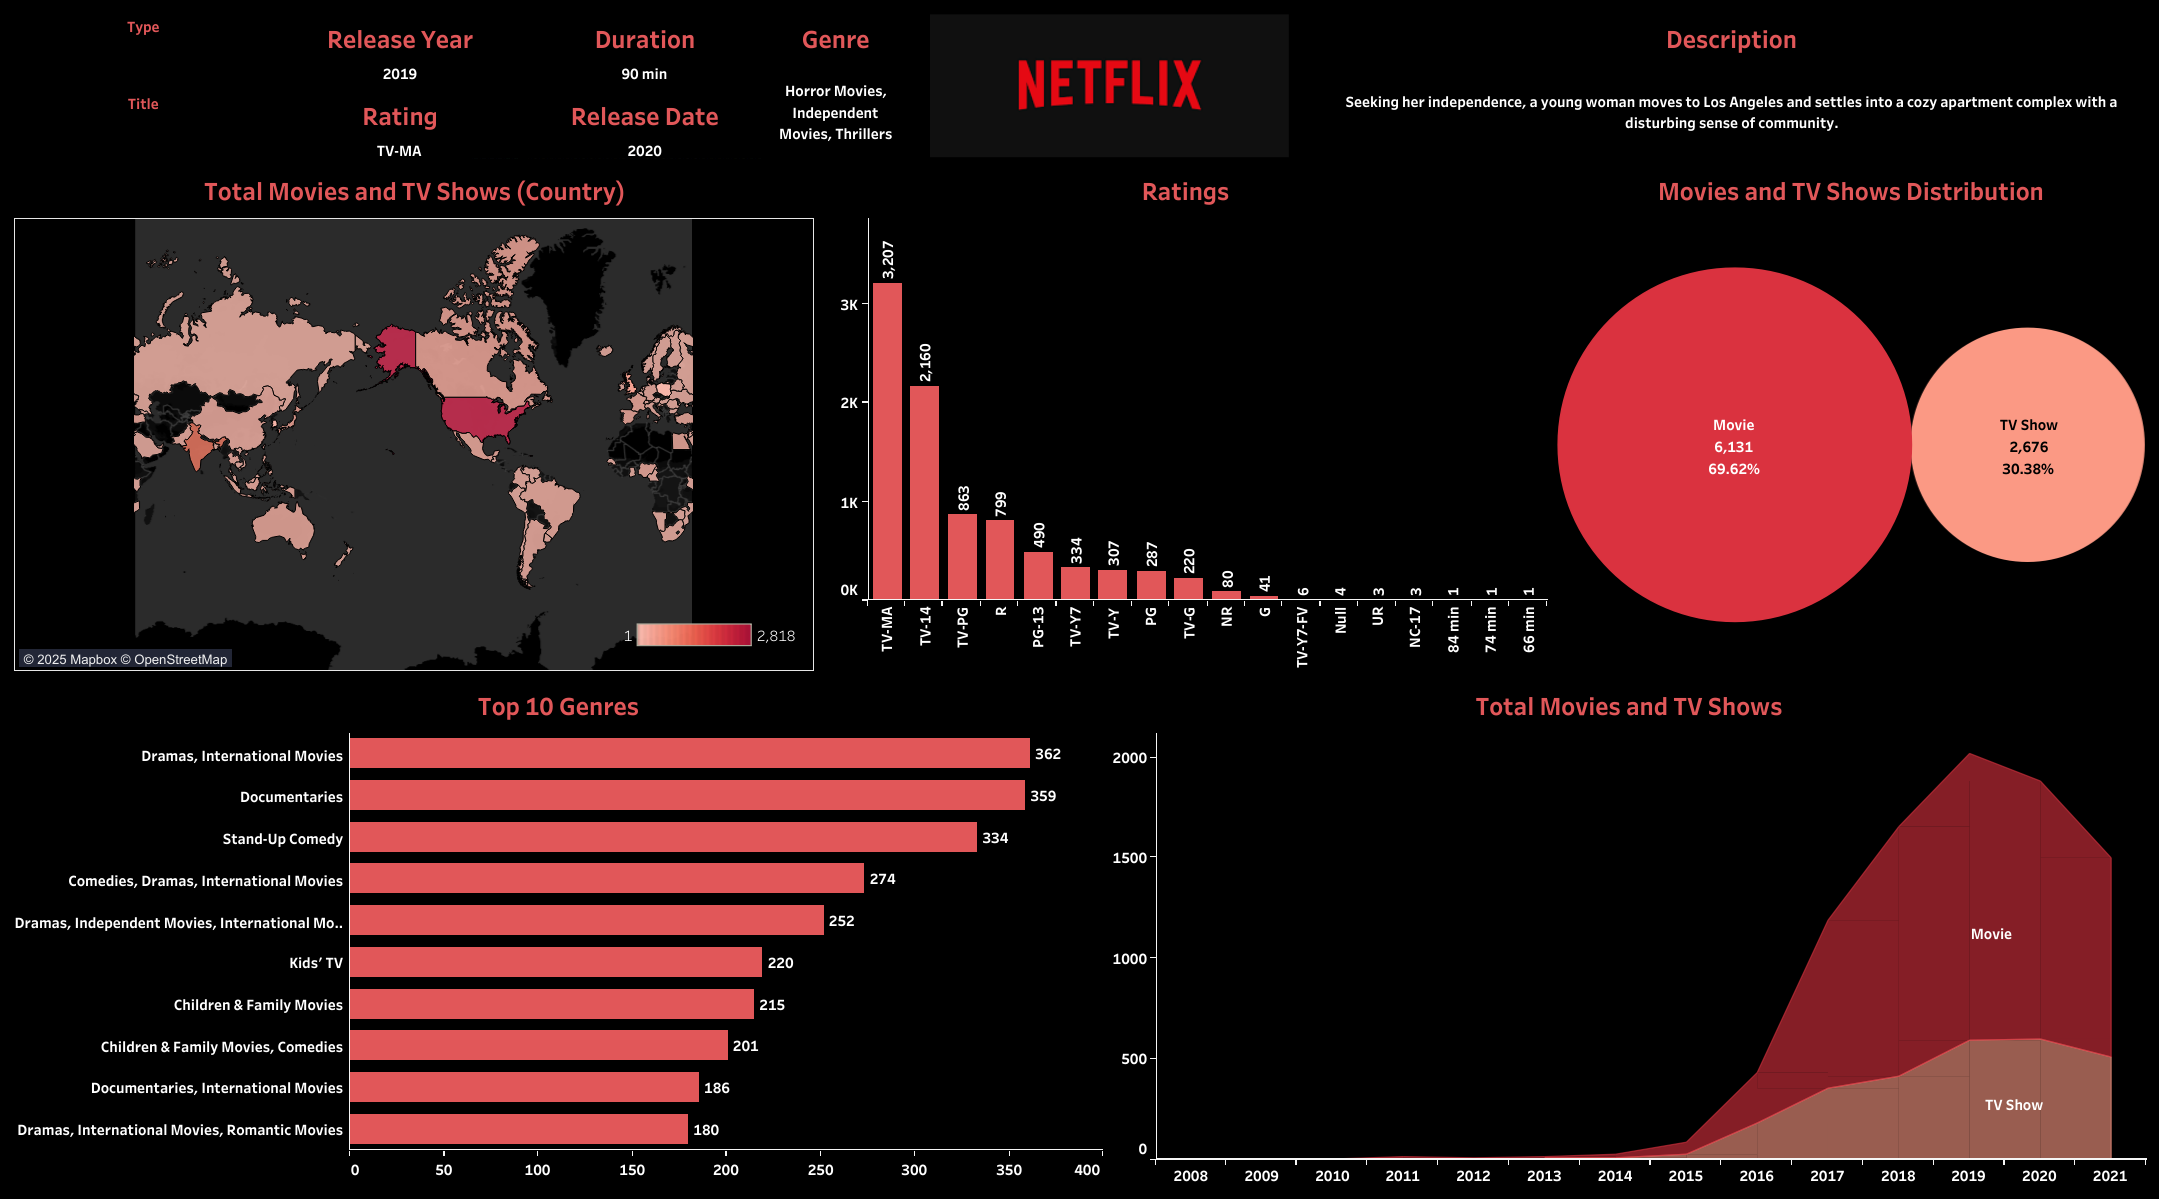 Type
Release Year
2019
Duration
90 min
Genre
Horror Movies,
Independent
Movies, Thrillers
NETFLIX
Description
Seeking her independence, a young woman moves to Los Angeles and settles into a cozy apartment complex with a
disturbing sense of community.
Title
Rating
TV-MA
Release Date
2020
Total Movies and TV Shows (Country)
1
2,818
© 2025 Mapbox © OpenStreetMap
Ratings
3K
2K
1K
0K
3,207
2,160
863
799
490
334
307
287
220
80
41
6
4
3
3
1
1
1
TV-MA
TV-14
TV-PG
R
PG-13
TV-Y7
TV-Y
PG
TV-G
NR
G
TV-Y7-FV
Null
UR
NC-17
84 min
74 min
66 min
Movies and TV Shows Distribution
Movie
6,131
69.62%
TV Show
2,676
30.38%
Top 10 Genres
Dramas, International Movies 362
Documentaries 359
Stand-Up Comedy 334
Comedies, Dramas, International Movies 274
Dramas, Independent Movies, International Mo.. 252
Kids' TV 220
Children & Family Movies 215
Children & Family Movies, Comedies 201
Documentaries, International Movies 186
Dramas, International Movies, Romantic Movies 180
0 50 100 150 200 250 300 350 400
Total Movies and TV Shows
2000
1500
1000
500
0
Movie
TV Show
2008 2009 2010 2011 2012 2013 2014 2015 2016 2017 2018 2019 2020 2021